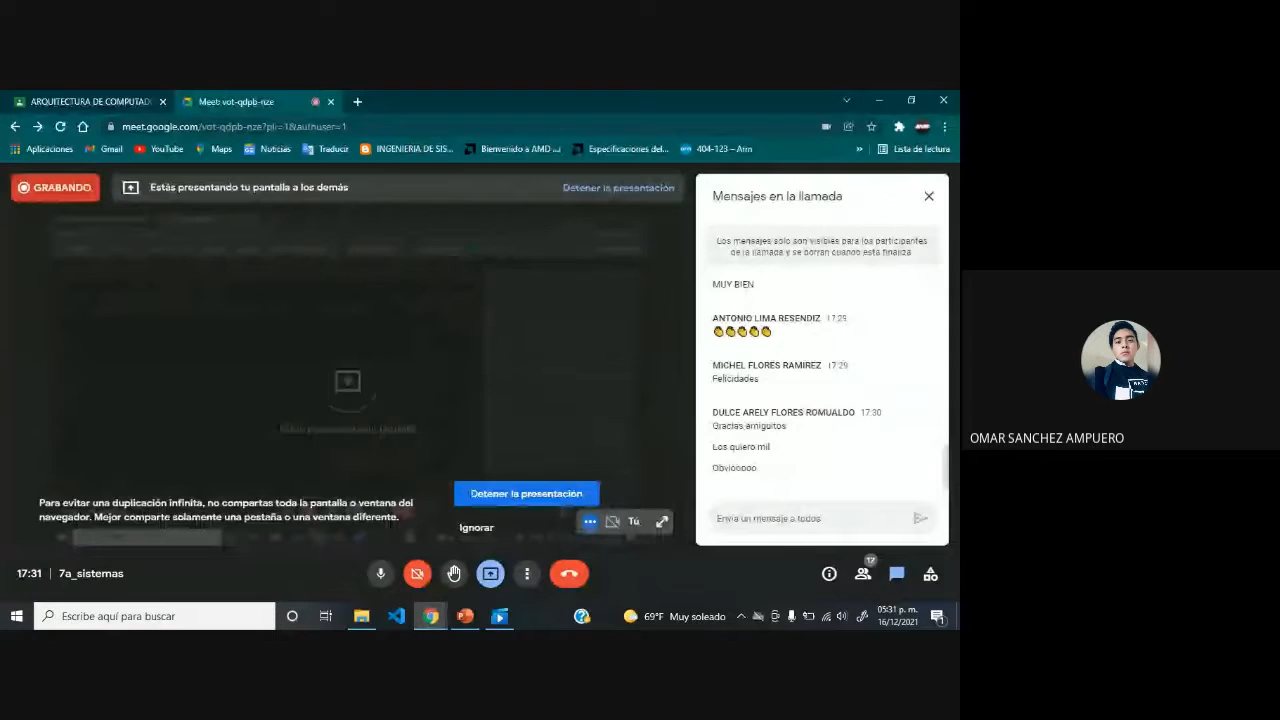 ARQUITECTURA DE COMPUTAD
Meet: vot-qdpb-nze
meet.google.com/vot-qdpb-nze?pli=1&authuser=1
Aplicaciones
Gmail
YouTube
Maps
Noticias
Traducir
INGENIERIA DE SIS...
Bienvenido a AMD ...
Especificaciones del...
404-123 – Arm
»
Lista de lectura
GRABANDO
Estás presentando tu pantalla a los demás
Detener la presentación
Mensajes en la llamada
Los mensajes solo son visibles para los participantes
de la llamada y se borran cuando esta finaliza
MUY BIEN
ANTONIO LIMA RESENDIZ 17:29
MICHEL FLORES RAMIREZ 17:29
Felicidades
DULCE ARELY FLORES ROMUALDO 17:30
Gracias amiguitos
Los quiero mil
Obviooooo
Para evitar una duplicación infinita, no compartas toda la pantalla o ventana del
navegador. Mejor comparte solamente una pestaña o una ventana diferente.
Detener la presentación
Ignorar
Tú
Envía un mensaje a todos
17:31 | 7a_sistemas
17
Escribe aquí para buscar
69°F Muy soleado
05:31 p. m.
16/12/2021
1
OMAR SANCHEZ AMPUERO